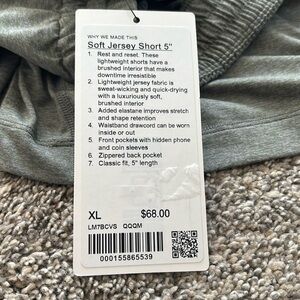 WHY WE MADE THIS
Soft Jersey Short 5"
1. Rest and reset. These
lightweight shorts have a
brushed interior that makes
downtime irresistible
2. Lightweight jersey fabric is
sweat-wicking and quick-drying
with a luxuriously soft,
brushed interior
3. Added elastane improves stretch
and shape retention
4. Waistband drawcord can be worn
inside or out
5. Front pockets with hidden phone
and coin sleeves
6. Zippered back pocket
7. Classic fit, 5" length
XL $68.00
LM7BCVS QQQM
000155865539